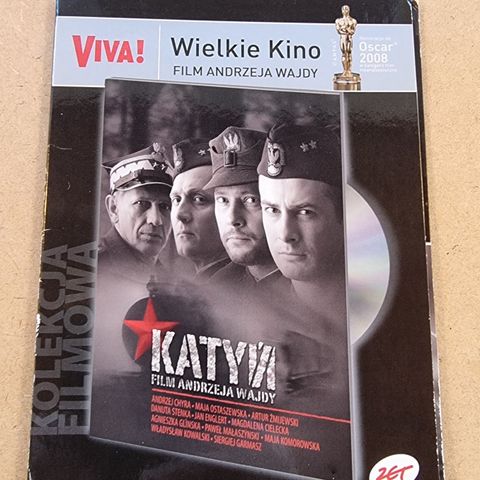 VIVA!
Wielkie Kino
FILM ANDRZEJA WAJDY
Oscar®
2008
KOLEKCJA
FILMOWA
KATYŃ
FILM ANDRZEJA WAJDY
ANDRZEJ CHYRA • MAJA OSTASZEWSKA • ARTUR ŻMIJEWSKI
DANUTA STENKA • JAN ENGLERT • MAGDALENA CIELECKA
AGNIESZKA GLIŃSKA • PAWEŁ MAŁASZYŃSKI • MAJA KOMOROWSKA
WŁADYSŁAW KOWALSKI • SIERGIEJ GARMASZ
ZET